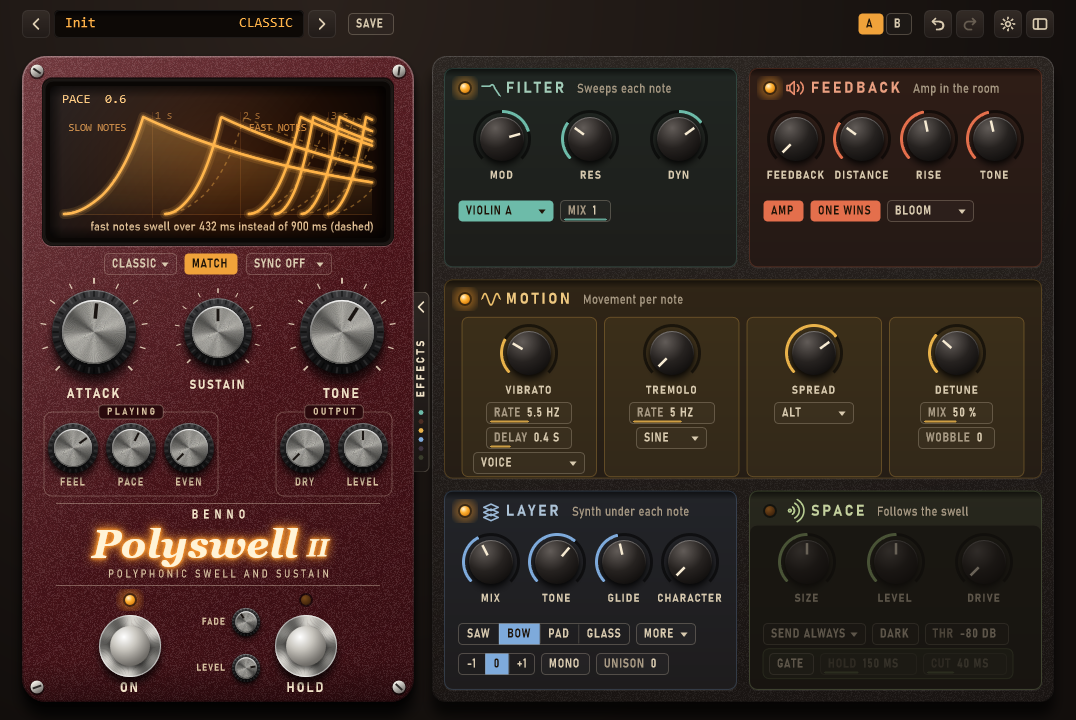 Init CLASSIC SAVE A B
PACE 0.6
1 s 2 s 3 s
SLOW NOTES FAST NOTES
fast notes swell over 432 ms instead of 900 ms (dashed)
CLASSIC MATCH SYNC OFF
ATTACK SUSTAIN TONE
PLAYING OUTPUT
FEEL PACE EVEN DRY LEVEL
BENNO
Polyswell II
POLYPHONIC SWELL AND SUSTAIN
FADE
LEVEL
ON HOLD
EFFECTS
FILTER Sweeps each note
MOD RES DYN
VIOLIN A MIX 1
FEEDBACK Amp in the room
FEEDBACK DISTANCE RISE TONE
AMP ONE WINS BLOOM
MOTION Movement per note
VIBRATO TREMOLO SPREAD DETUNE
RATE 5.5 HZ RATE 5 HZ ALT MIX 50 %
DELAY 0.4 S SINE WOBBLE 0
VOICE
LAYER Synth under each note
MIX TONE GLIDE CHARACTER
SAW BOW PAD GLASS MORE
-1 0 +1 MONO UNISON 0
SPACE Follows the swell
SIZE LEVEL DRIVE
SEND ALWAYS DARK THR -80 DB
GATE HOLD 150 MS CUT 40 MS